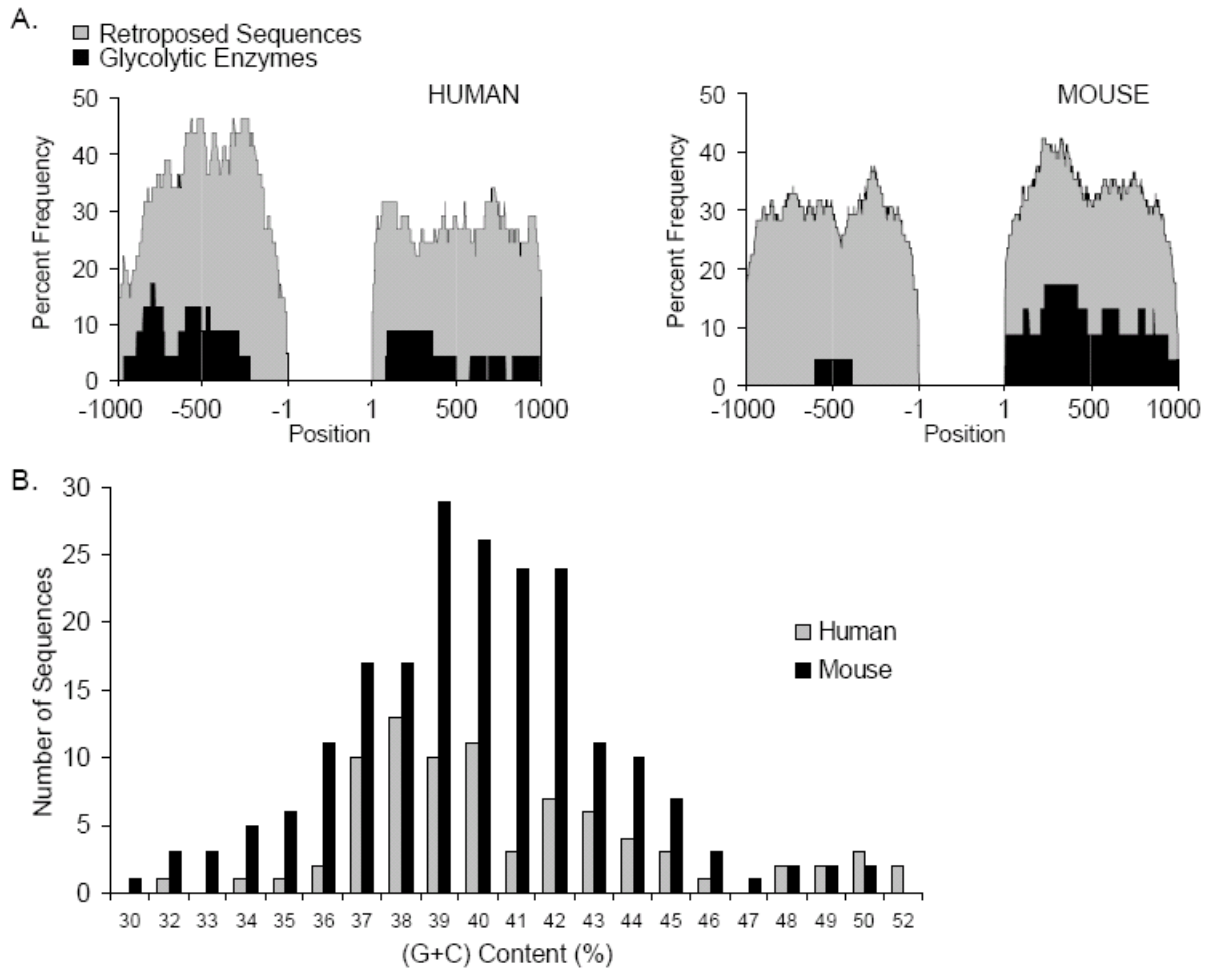 A.
Retroposed Sequences
Glycolytic Enzymes
HUMAN
Percent Frequency
50
40
30
20
10
0
-1000 -500 -1 1 500 1000
Position
MOUSE
Percent Frequency
50
40
30
20
10
0
-1000 -500 -1 1 500 1000
Position
B.
Number of Sequences
30
25
20
15
10
5
0
Human
Mouse
30 32 33 34 35 36 37 38 39 40 41 42 43 44 45 46 47 48 49 50 52
(G+C) Content (%)